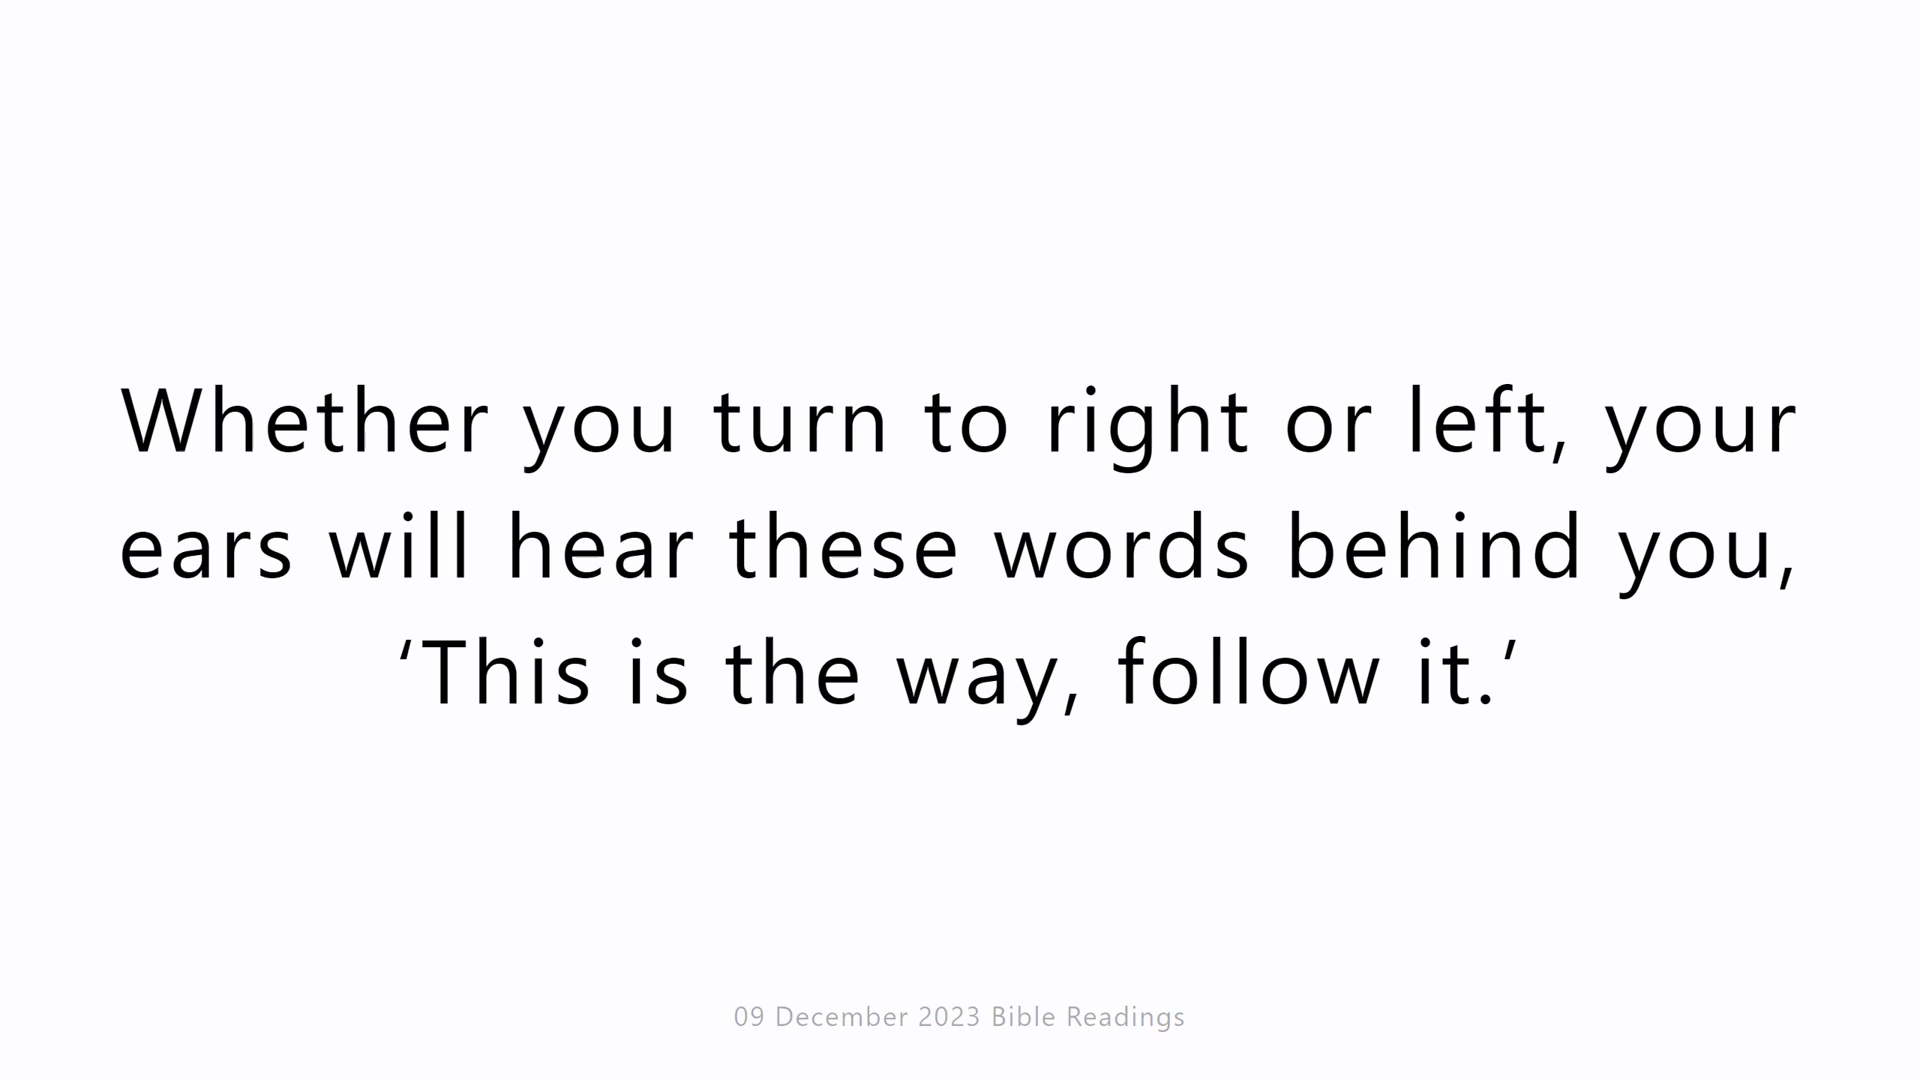 Whether you turn to right or left, your
ears will hear these words behind you,
‘This is the way, follow it.’
09 December 2023 Bible Readings